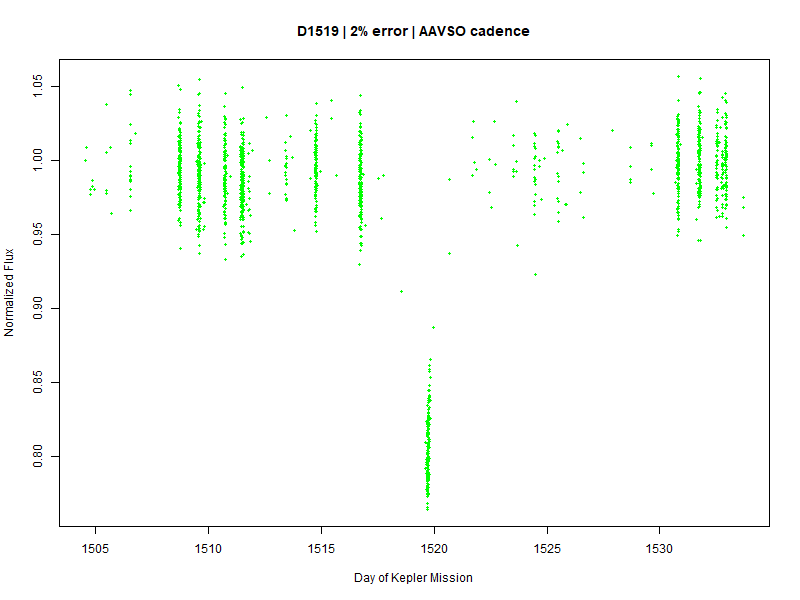 D1519 | 2% error | AAVSO cadence
1.05
1.00
0.95
0.90
0.85
0.80
Normalized Flux
1505 1510 1515 1520 1525 1530
Day of Kepler Mission